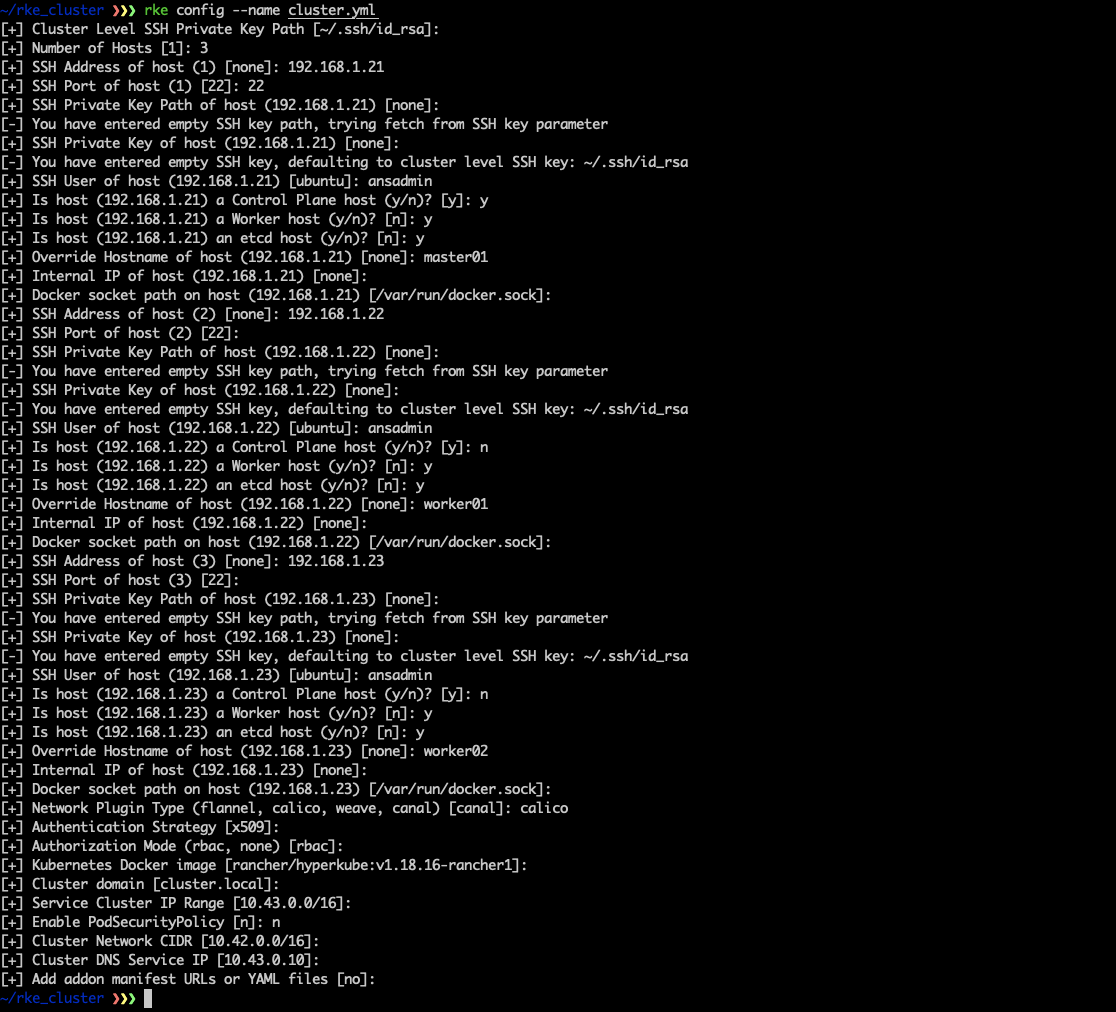 ~/rke_cluster ❯❯❯ rke config --name cluster.yml
[+] Cluster Level SSH Private Key Path [~/.ssh/id_rsa]:
[+] Number of Hosts [1]: 3
[+] SSH Address of host (1) [none]: 192.168.1.21
[+] SSH Port of host (1) [22]: 22
[+] SSH Private Key Path of host (192.168.1.21) [none]:
[-] You have entered empty SSH key path, trying fetch from SSH key parameter
[+] SSH Private Key of host (192.168.1.21) [none]:
[-] You have entered empty SSH key, defaulting to cluster level SSH key: ~/.ssh/id_rsa
[+] SSH User of host (192.168.1.21) [ubuntu]: ansadmin
[+] Is host (192.168.1.21) a Control Plane host (y/n)? [y]: y
[+] Is host (192.168.1.21) a Worker host (y/n)? [n]: y
[+] Is host (192.168.1.21) an etcd host (y/n)? [n]: y
[+] Override Hostname of host (192.168.1.21) [none]: master01
[+] Internal IP of host (192.168.1.21) [none]:
[+] Docker socket path on host (192.168.1.21) [/var/run/docker.sock]:
[+] SSH Address of host (2) [none]: 192.168.1.22
[+] SSH Port of host (2) [22]:
[+] SSH Private Key Path of host (192.168.1.22) [none]:
[-] You have entered empty SSH key path, trying fetch from SSH key parameter
[+] SSH Private Key of host (192.168.1.22) [none]:
[-] You have entered empty SSH key, defaulting to cluster level SSH key: ~/.ssh/id_rsa
[+] SSH User of host (192.168.1.22) [ubuntu]: ansadmin
[+] Is host (192.168.1.22) a Control Plane host (y/n)? [y]: n
[+] Is host (192.168.1.22) a Worker host (y/n)? [n]: y
[+] Is host (192.168.1.22) an etcd host (y/n)? [n]: y
[+] Override Hostname of host (192.168.1.22) [none]: worker01
[+] Internal IP of host (192.168.1.22) [none]:
[+] Docker socket path on host (192.168.1.22) [/var/run/docker.sock]:
[+] SSH Address of host (3) [none]: 192.168.1.23
[+] SSH Port of host (3) [22]:
[+] SSH Private Key Path of host (192.168.1.23) [none]:
[-] You have entered empty SSH key path, trying fetch from SSH key parameter
[+] SSH Private Key of host (192.168.1.23) [none]:
[-] You have entered empty SSH key, defaulting to cluster level SSH key: ~/.ssh/id_rsa
[+] SSH User of host (192.168.1.23) [ubuntu]: ansadmin
[+] Is host (192.168.1.23) a Control Plane host (y/n)? [y]: n
[+] Is host (192.168.1.23) a Worker host (y/n)? [n]: y
[+] Is host (192.168.1.23) an etcd host (y/n)? [n]: y
[+] Override Hostname of host (192.168.1.23) [none]: worker02
[+] Internal IP of host (192.168.1.23) [none]:
[+] Docker socket path on host (192.168.1.23) [/var/run/docker.sock]:
[+] Network Plugin Type (flannel, calico, weave, canal) [canal]: calico
[+] Authentication Strategy [x509]:
[+] Authorization Mode (rbac, none) [rbac]:
[+] Kubernetes Docker image [rancher/hyperkube:v1.18.16-rancher1]:
[+] Cluster domain [cluster.local]:
[+] Service Cluster IP Range [10.43.0.0/16]:
[+] Enable PodSecurityPolicy [n]: n
[+] Cluster Network CIDR [10.42.0.0/16]:
[+] Cluster DNS Service IP [10.43.0.10]:
[+] Add addon manifest URLs or YAML files [no]:
~/rke_cluster ❯❯❯